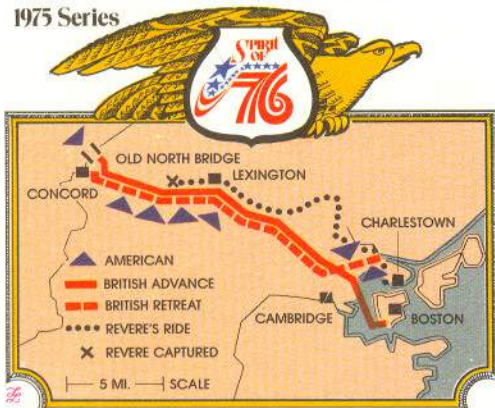 1975 Series
SPIRIT
OF
'76
OLD NORTH BRIDGE
LEXINGTON
CONCORD
CHARLESTOWN
AMERICAN
BRITISH ADVANCE
BRITISH RETREAT
CAMBRIDGE
BOSTON
REVERE'S RIDE
REVERE CAPTURED
5 MI.
SCALE